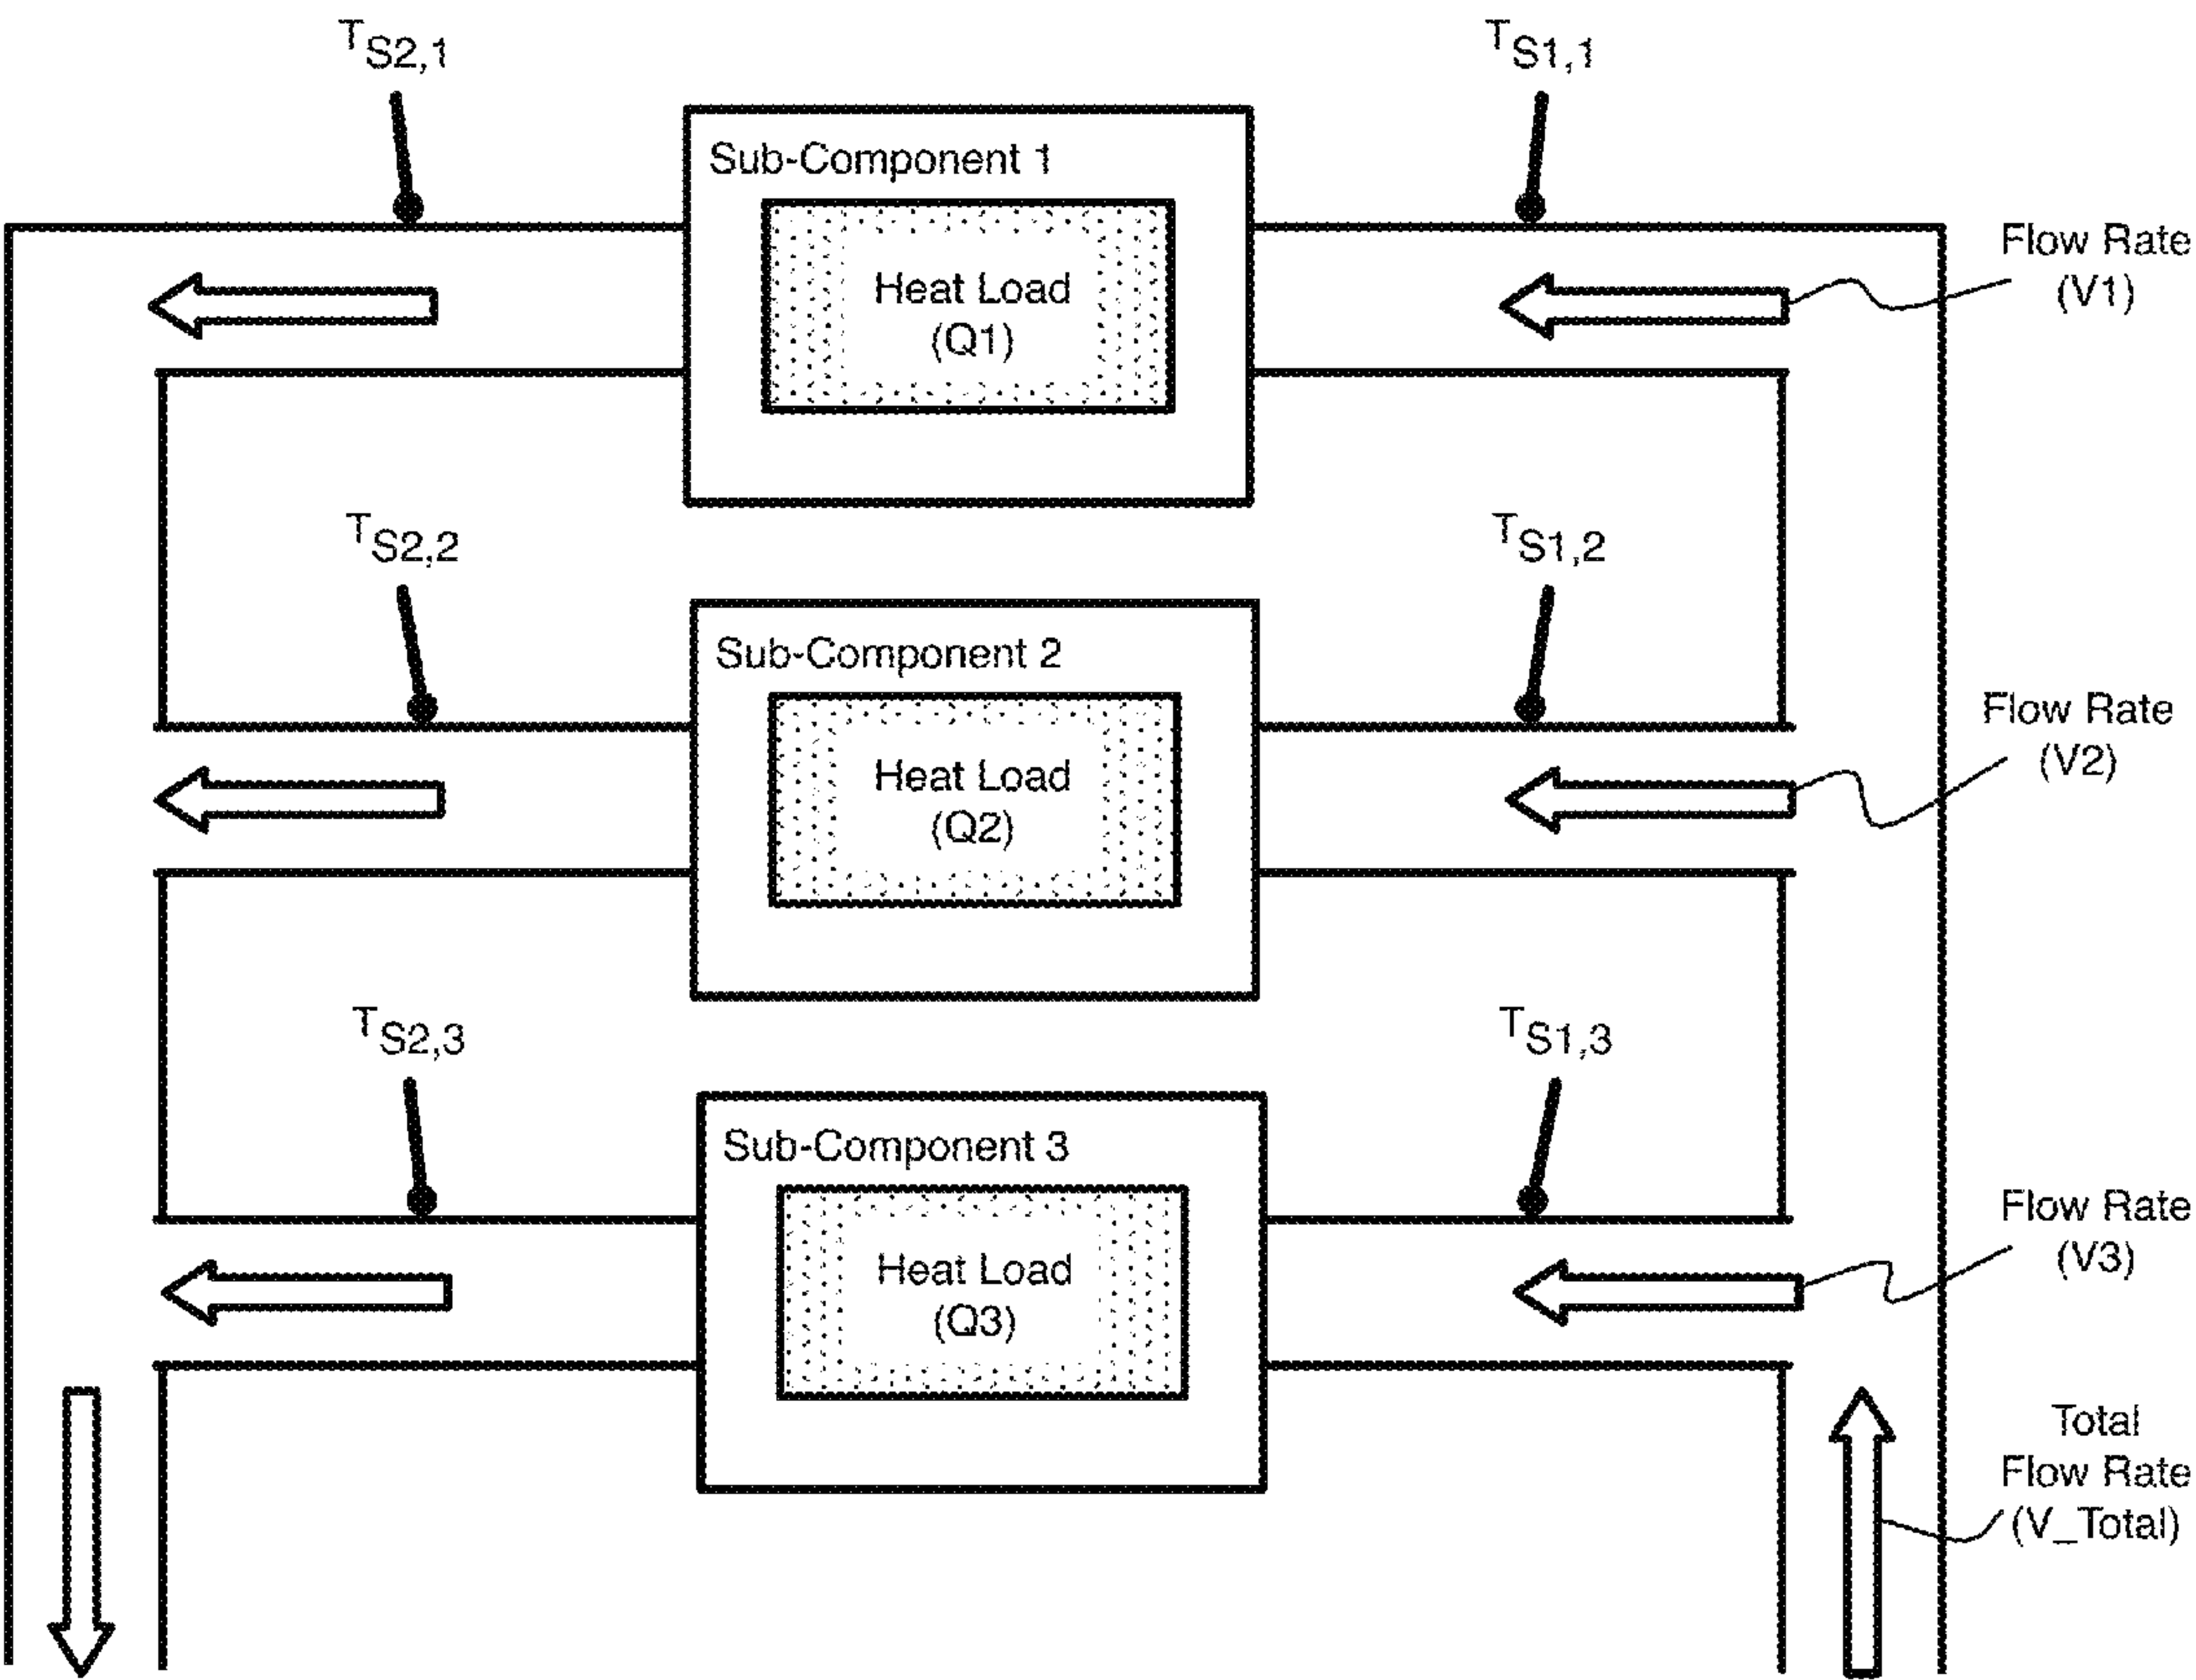 TS2,1
TS1,1
Sub-Component 1
Heat Load
(Q1)
Flow Rate
(V1)
TS2,2
TS1,2
Sub-Component 2
Heat Load
(Q2)
Flow Rate
(V2)
TS2,3
TS1,3
Sub-Component 3
Heat Load
(Q3)
Flow Rate
(V3)
Total
Flow Rate
(V_Total)